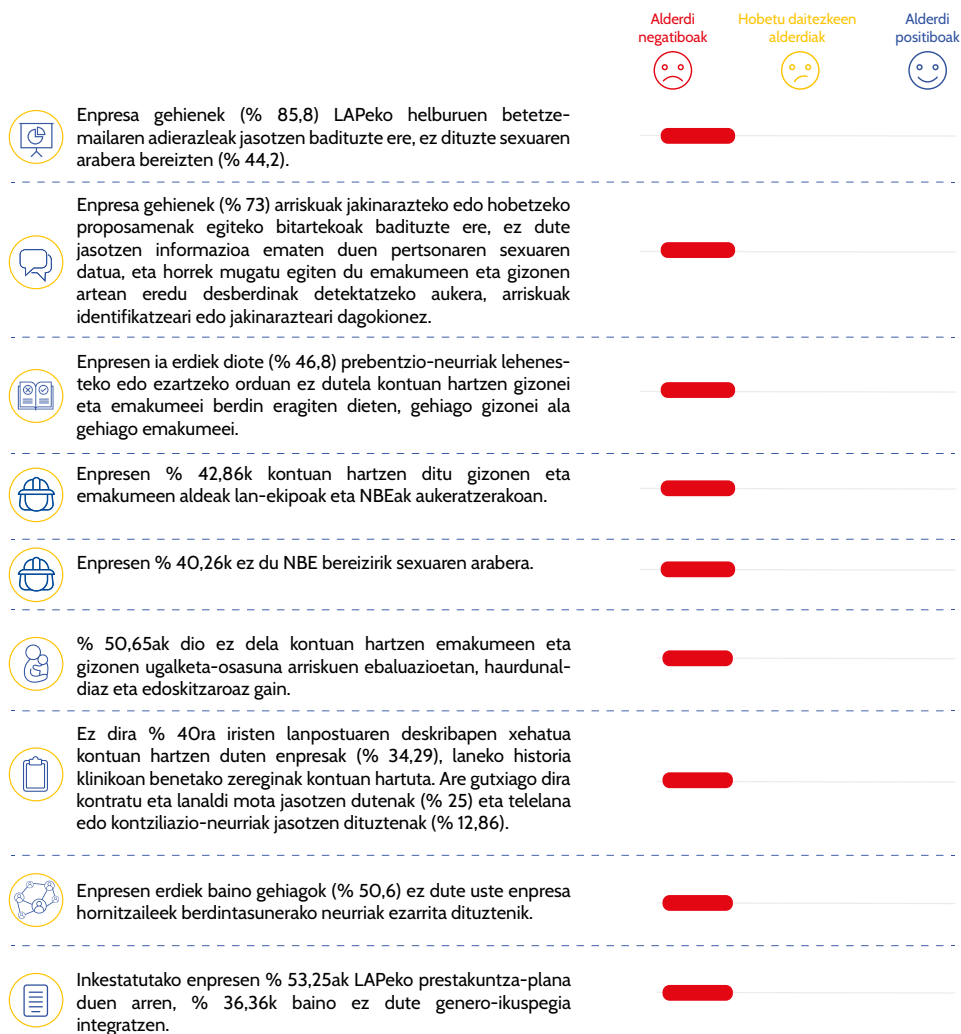 Alderdi negatiboak
Hobetu daitezkeen alderdiak
Alderdi positiboak
Enpresa gehienek (% 85,8) LAPeko helburuen betetze-
mailaren adierazleak jasotzen badituzte ere, ez dituzte sexuaren
arabera bereizten (% 44,2).
Enpresa gehienek (% 73) arriskuak jakinarazteko edo hobetzeko
proposamenak egiteko bitartekoak badituzte ere, ez dute
jasotzen informazioa ematen duen pertsonaren sexuaren
datua, eta horrek mugatu egiten du emakumeen eta gizonen
artean eredu desberdinak detektatzeko aukera, arriskuak
identifikatzeari edo jakinarazteari dagokionez.
Enpresen ia erdiek diote (% 46,8) prebentzio-neurriak lehenes-
teko edo ezartzeko orduan ez dutela kontuan hartzen gizonei
eta emakumeei berdin eragiten dieten, gehiago gizonei ala
gehiago emakumeei.
Enpresen % 42,86k kontuan hartzen ditu gizonen eta
emakumeen aldeak lan-ekipoak eta NBEak aukeratzerakoan.
Enpresen % 40,26k ez du NBE bereizirik sexuaren arabera.
% 50,65ak dio ez dela kontuan hartzen emakumeen eta
gizonen ugalketa-osasuna arriskuen ebaluazioetan, haurdunal-
diaz eta edoskitzaroaz gain.
Ez dira % 40ra iristen lanpostuaren deskribapen xehatua
kontuan hartzen duten enpresak (% 34,29), laneko historia
klinikoan benetako zereginak kontuan hartuta. Are gutxiago dira
kontratu eta lanaldi mota jasotzen dutenak (% 25) eta telelana
edo kontziliazio-neurriak jasotzen dituztenak (% 12,86).
Enpresen erdiek baino gehiagok (% 50,6) ez dute uste enpresa
hornitzaileek berdintasunerako neurriak ezarrita dituztenik.
Inkestatutako enpresen % 53,25ak LAPeko prestakuntza-plana
duen arren, % 36,36k baino ez dute genero-ikuspegia
integratzen.